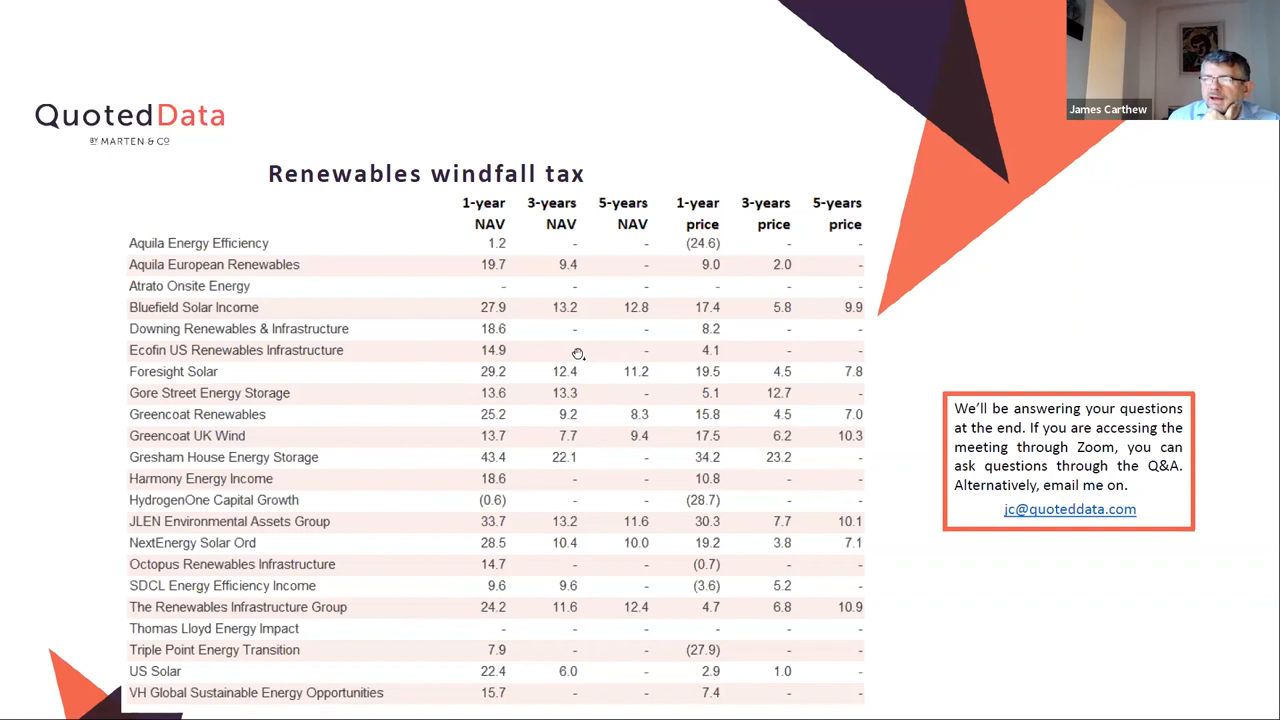 James Carthew
QuotedData
BY MARTEN & CO
Renewables windfall tax
1-year 3-years 5-years 1-year 3-years 5-years
NAV NAV NAV price price price
Aquila Energy Efficiency 1.2 - - (24.6) - -
Aquila European Renewables 19.7 9.4 - 9.0 2.0 -
Atrato Onsite Energy - - - - - -
Bluefield Solar Income 27.9 13.2 12.8 17.4 5.8 9.9
Downing Renewables & Infrastructure 18.6 - - 8.2 - -
Ecofin US Renewables Infrastructure 14.9 - - 4.1 - -
Foresight Solar 29.2 12.4 11.2 19.5 4.5 7.8
Gore Street Energy Storage 13.6 13.3 - 5.1 12.7 -
Greencoat Renewables 25.2 9.2 8.3 15.8 4.5 7.0
Greencoat UK Wind 13.7 7.7 9.4 17.5 6.2 10.3
Gresham House Energy Storage 43.4 22.1 - 34.2 23.2 -
Harmony Energy Income 18.6 - - 10.8 - -
HydrogenOne Capital Growth (0.6) - - (28.7) - -
JLEN Environmental Assets Group 33.7 13.2 11.6 30.3 7.7 10.1
NextEnergy Solar Ord 28.5 10.4 10.0 19.2 3.8 7.1
Octopus Renewables Infrastructure 14.7 - - (0.7) - -
SDCL Energy Efficiency Income 9.6 9.6 - (3.6) 5.2 -
The Renewables Infrastructure Group 24.2 11.6 12.4 4.7 6.8 10.9
Thomas Lloyd Energy Impact - - - - - -
Triple Point Energy Transition 7.9 - - (27.9) - -
US Solar 22.4 6.0 - 2.9 1.0 -
VH Global Sustainable Energy Opportunities 15.7 - - 7.4 - -
We'll be answering your questions
at the end. If you are accessing the
meeting through Zoom, you can
ask questions through the Q&A.
Alternatively, email me on.
jc@quoteddata.com